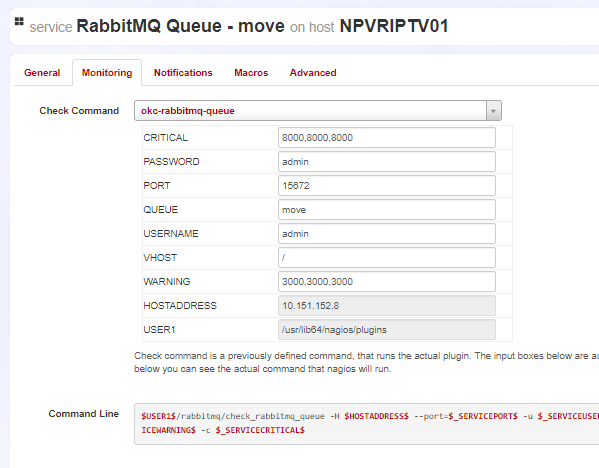 service RabbitMQ Queue - move on host NPVRIPTV01
General Monitoring Notifications Macros Advanced
Check Command okc-rabbitmq-queue
CRITICAL 8000,8000,8000
PASSWORD admin
PORT 15672
QUEUE move
USERNAME admin
VHOST /
WARNING 3000,3000,3000
HOSTADDRESS 10.151.152.8
USER1 /usr/lib64/nagios/plugins
Check command is a previously defined command, that runs the actual plugin. The input boxes below are au
below you can see the actual command that nagios will run.
Command Line $USER1$/rabbitmq/check_rabbitmq_queue -H $HOSTADDRESS$ --port=$_SERVICEPORT$ -u $_SERVICEUSER
ICEWARNING$ -c $_SERVICECRITICAL$